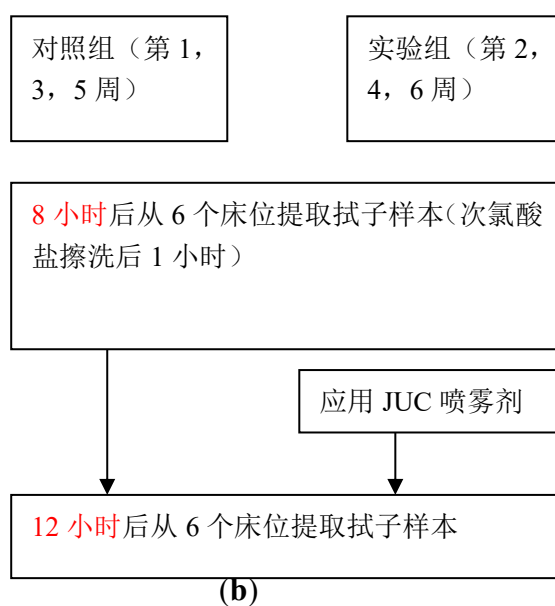 对照组（第 1，
3，5 周）
实验组（第 2，
4，6 周）
8 小时后从 6 个床位提取拭子样本（次氯酸
盐擦洗后 1 小时）
应用 JUC 喷雾剂
12 小时后从 6 个床位提取拭子样本
(b)